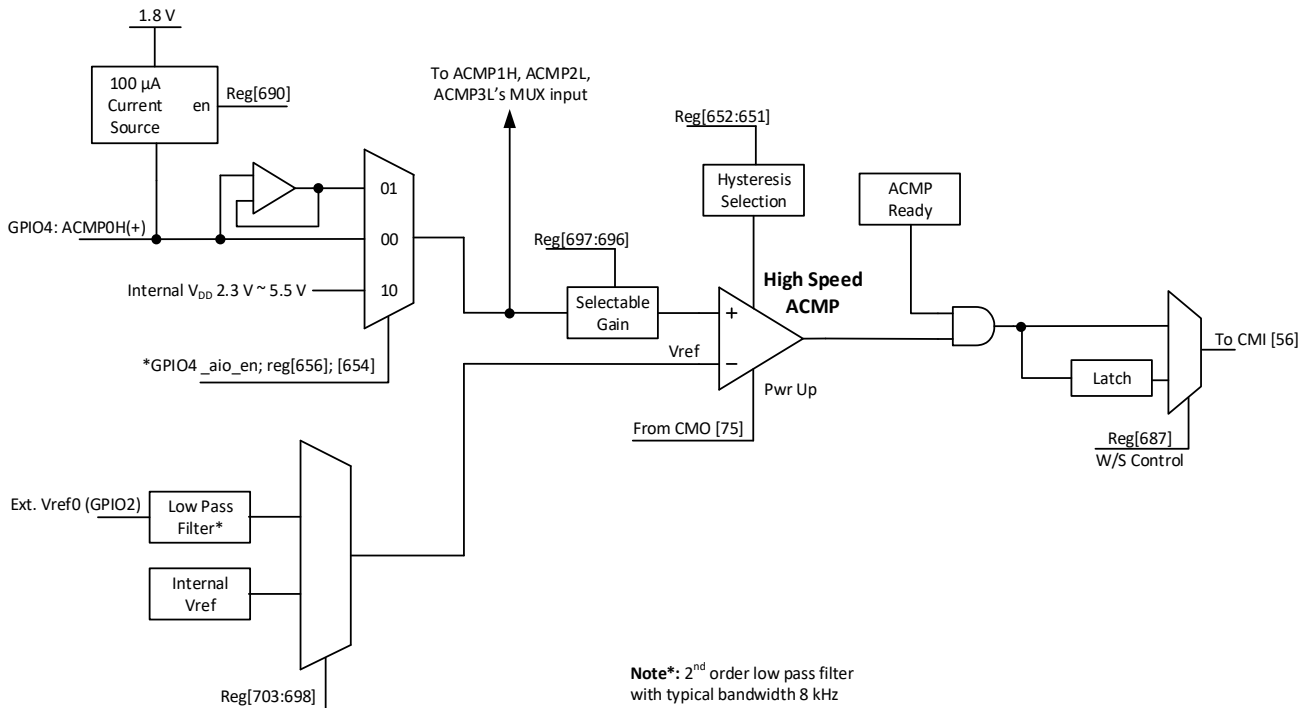 1.8 V
100 µA
Current
Source
en
Reg[690]
To ACMP1H, ACMP2L,
ACMP3L's MUX input
Reg[652:651]
Hysteresis
Selection
ACMP
Ready
01
GPIO4: ACMP0H(+)
00
Reg[697:696]
High Speed
ACMP
Internal VDD 2.3 V ~ 5.5 V
10
Selectable
Gain
+
To CMI [56]
Vref
–
*GPIO4 _aio_en; reg[656]; [654]
Pwr Up
Latch
From CMO [75]
Reg[687]
W/S Control
Ext. Vref0 (GPIO2)
Low Pass
Filter*
Internal
Vref
Reg[703:698]
Note*: 2nd order low pass filter
with typical bandwidth 8 kHz